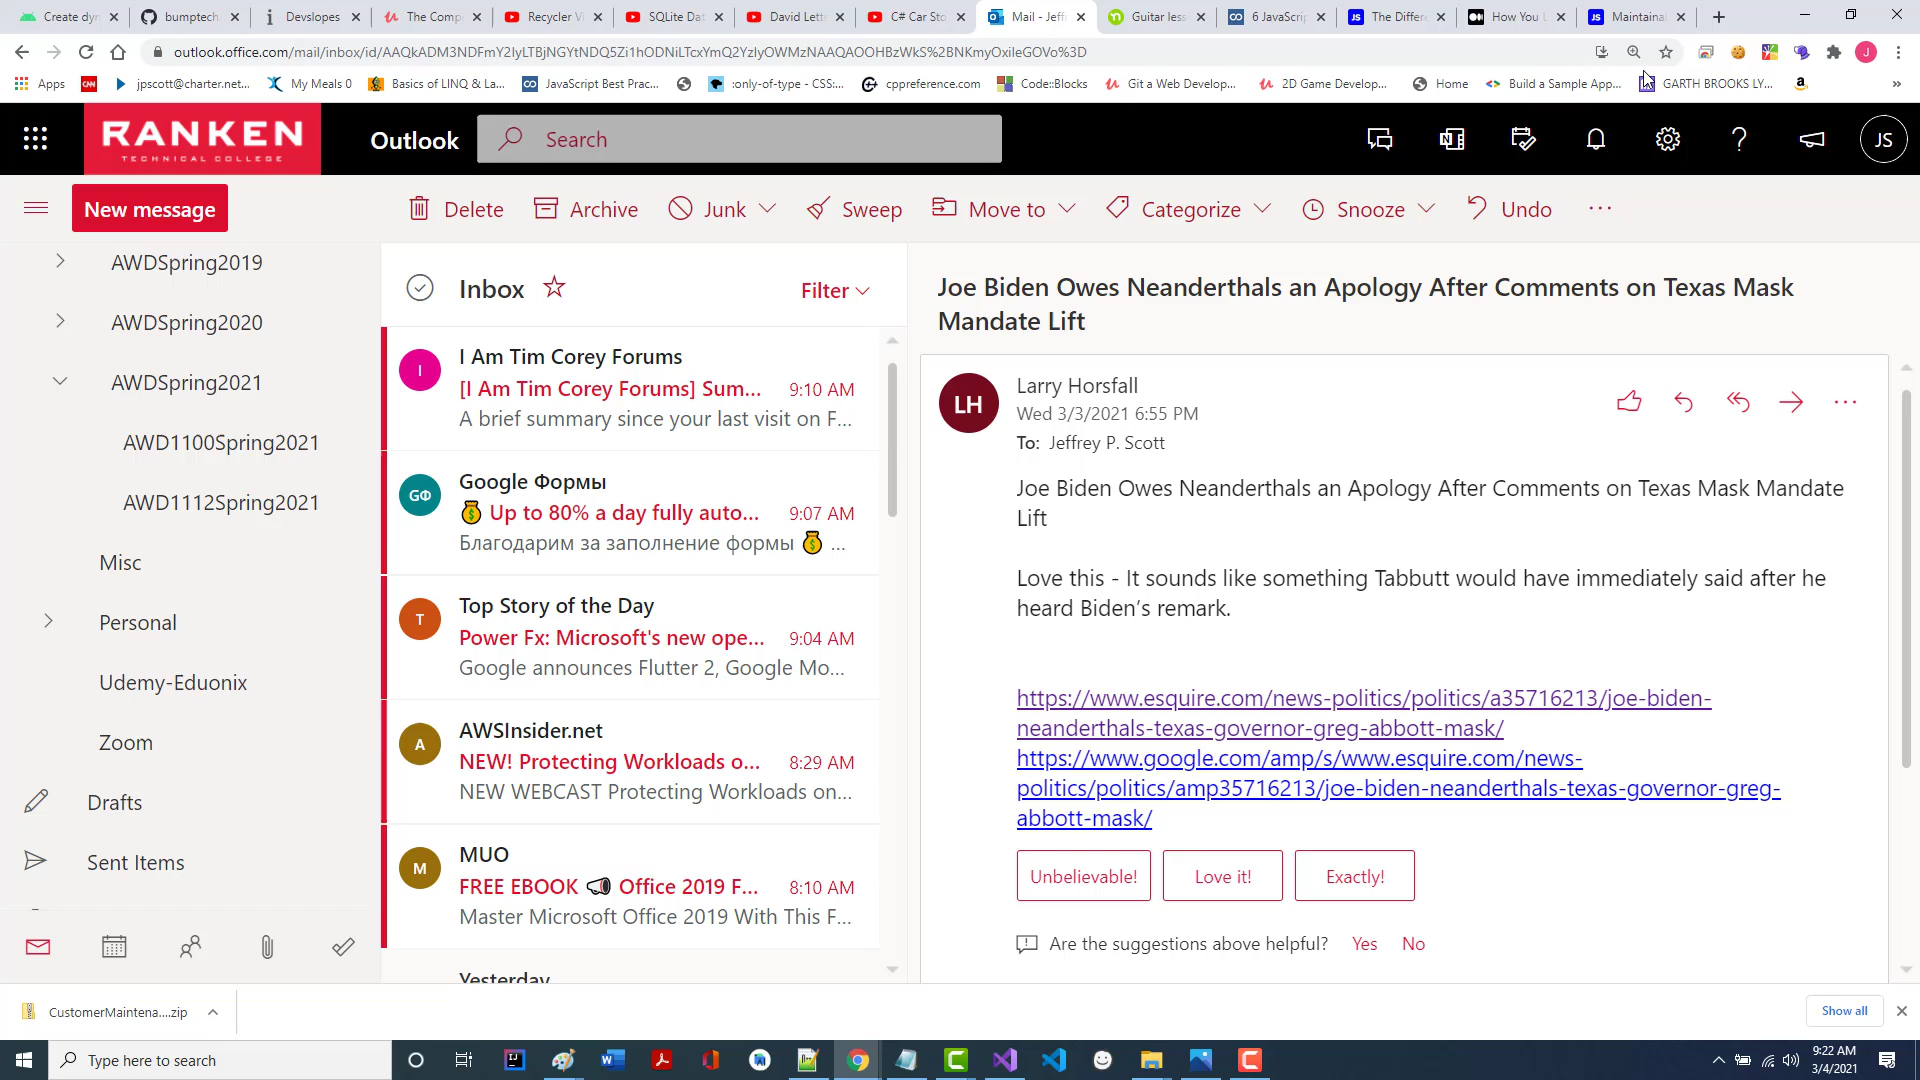 Create dyn
bumptech
Devslopes
The Comp
Recycler Vi
SQLite Dat
David Lett
C# Car Sto
Mail - Jeff
Guitar less
6 JavaScrip
The Differe
How You L
Maintainal
outlook.office.com/mail/inbox/id/AAQkADM3NDFmY2IyLTBjNGYtNDQ5Zi1hODNiLTcxYmQ2YzIyOWMzNAAQAOOHBzWkS%2BNKmyOxileGOVo%3D
Apps
CNN
jpscott@charter.net...
My Meals 0
Basics of LINQ & La...
JavaScript Best Prac...
:only-of-type - CSS:...
cppreference.com
Code::Blocks
Git a Web Develop...
2D Game Develop...
Home
Build a Sample App...
GARTH BROOKS LY...
RANKEN
TECHNICAL COLLEGE
Outlook
Search
JS
New message
Delete
Archive
Junk
Sweep
Move to
Categorize
Snooze
Undo
AWDSpring2019
AWDSpring2020
AWDSpring2021
AWD1100Spring2021
AWD1112Spring2021
Misc
Personal
Udemy-Eduonix
Zoom
Drafts
Sent Items
Inbox
Filter
I
I Am Tim Corey Forums
[I Am Tim Corey Forums] Sum... 9:10 AM
A brief summary since your last visit on F...
GФ
Google Формы
Up to 80% a day fully auto... 9:07 AM
Благодарим за заполнение формы ...
T
Top Story of the Day
Power Fx: Microsoft's new ope... 9:04 AM
Google announces Flutter 2, Google Mo...
A
AWSInsider.net
NEW! Protecting Workloads o... 8:29 AM
NEW WEBCAST Protecting Workloads on...
M
MUO
FREE EBOOK Office 2019 F... 8:10 AM
Master Microsoft Office 2019 With This F...
Yesterday
Joe Biden Owes Neanderthals an Apology After Comments on Texas Mask
Mandate Lift
LH
Larry Horsfall
Wed 3/3/2021 6:55 PM
To: Jeffrey P. Scott
Joe Biden Owes Neanderthals an Apology After Comments on Texas Mask Mandate
Lift
Love this - It sounds like something Tabbutt would have immediately said after he
heard Biden's remark.
https://www.esquire.com/news-politics/politics/a35716213/joe-biden-
neanderthals-texas-governor-greg-abbott-mask/
https://www.google.com/amp/s/www.esquire.com/news-
politics/politics/amp35716213/joe-biden-neanderthals-texas-governor-greg-
abbott-mask/
Unbelievable!
Love it!
Exactly!
Are the suggestions above helpful? Yes No
CustomerMaintena....zip
Show all
Type here to search
9:22 AM
3/4/2021